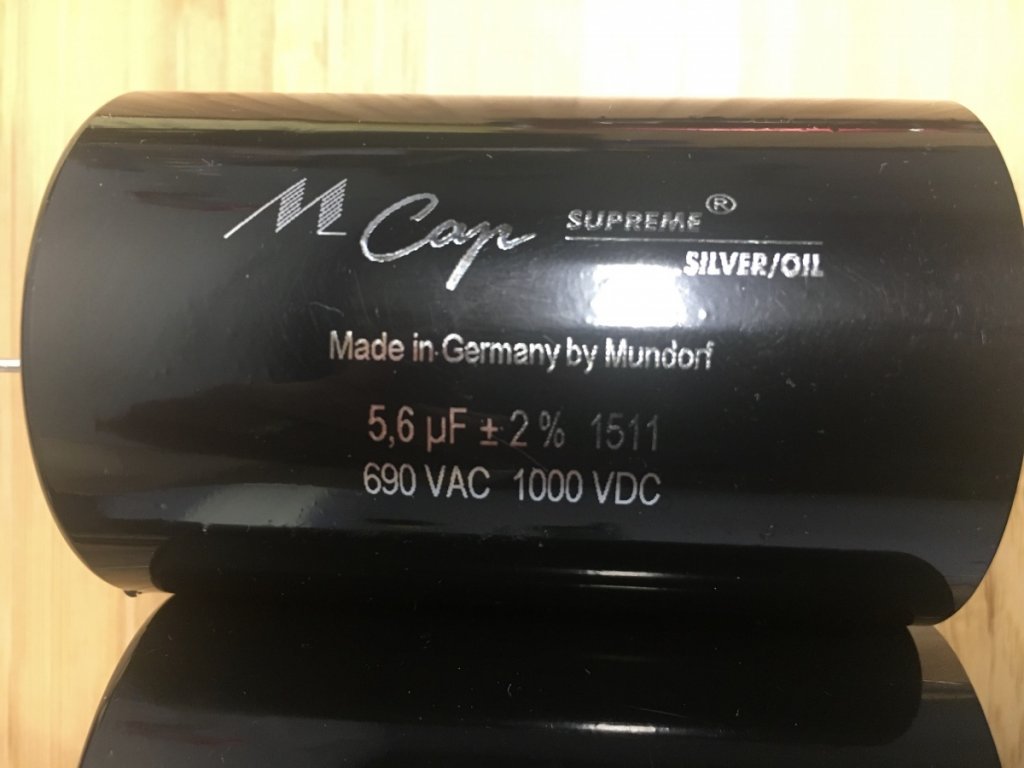 M Cap SUPREME®
SILVER/OIL
Made in Germany by Mundorf
5,6 µF ± 2 % 1511
690 VAC 1000 VDC